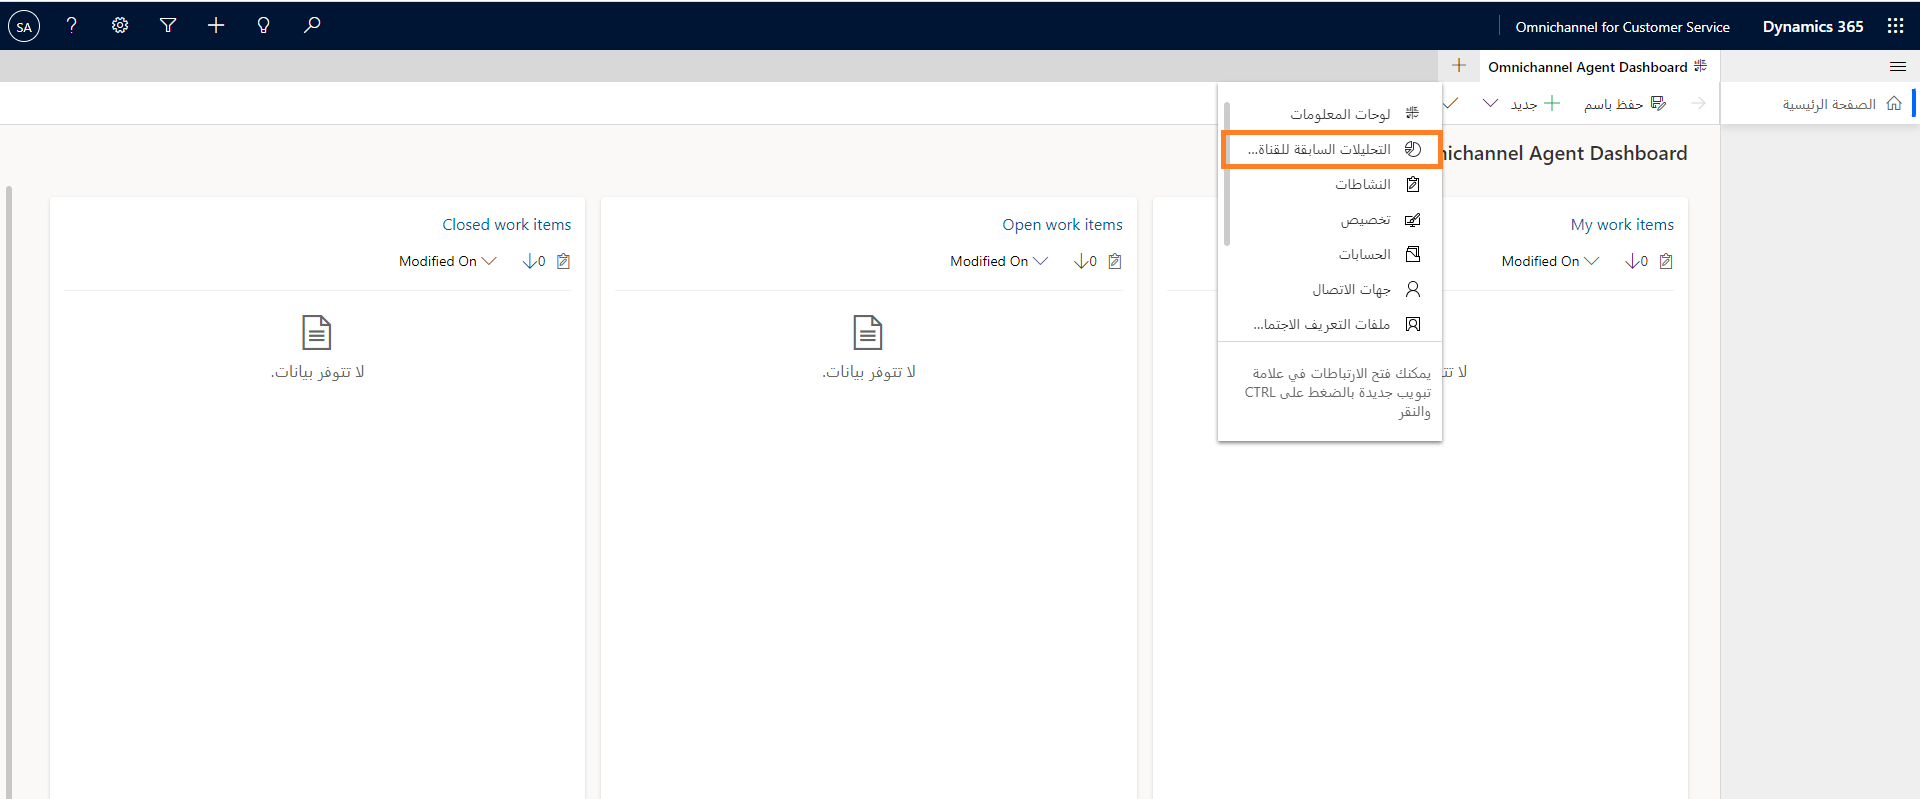 Dynamics 365
Omnichannel for Customer Service
?
SA
Omnichannel Agent Dashboard
الصفحة الرئيسية
حفظ باسم
جديد
nichannel Agent Dashboard
لوحات المعلومات
التحليلات السابقة للقناة...
النشاطات
تخصيص
الحسابات
جهات الاتصال
ملفات التعريف الاجتما...
يمكنك فتح الارتباطات في علامة
تبويب جديدة بالضغط على CTRL
والنقر
My work items
0
Modified On
لا تت
Open work items
0
Modified On
لا تتوفر بيانات.
Closed work items
0
Modified On
لا تتوفر بيانات.